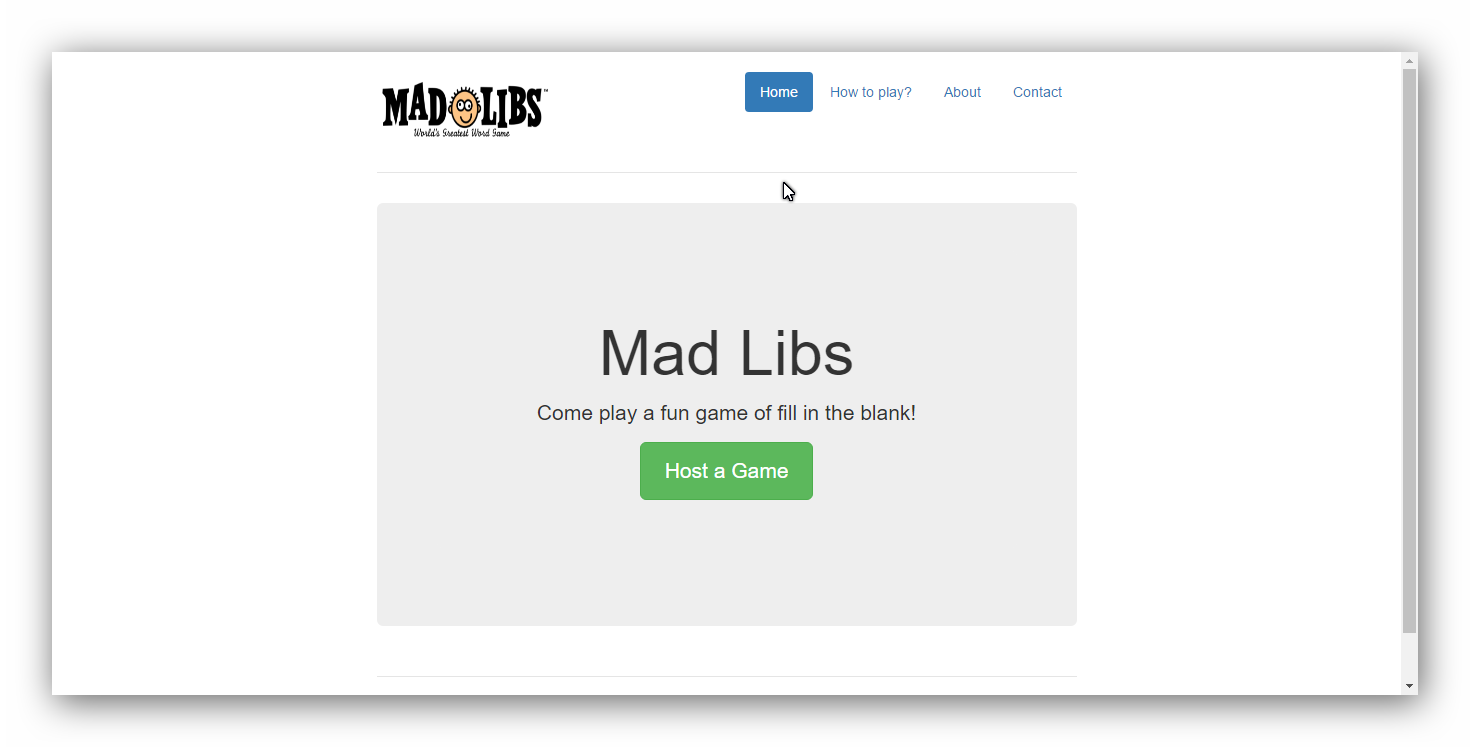 MAD LIBS™
World's Greatest Word Game
Home How to play? About Contact
Mad Libs
Come play a fun game of fill in the blank!
Host a Game